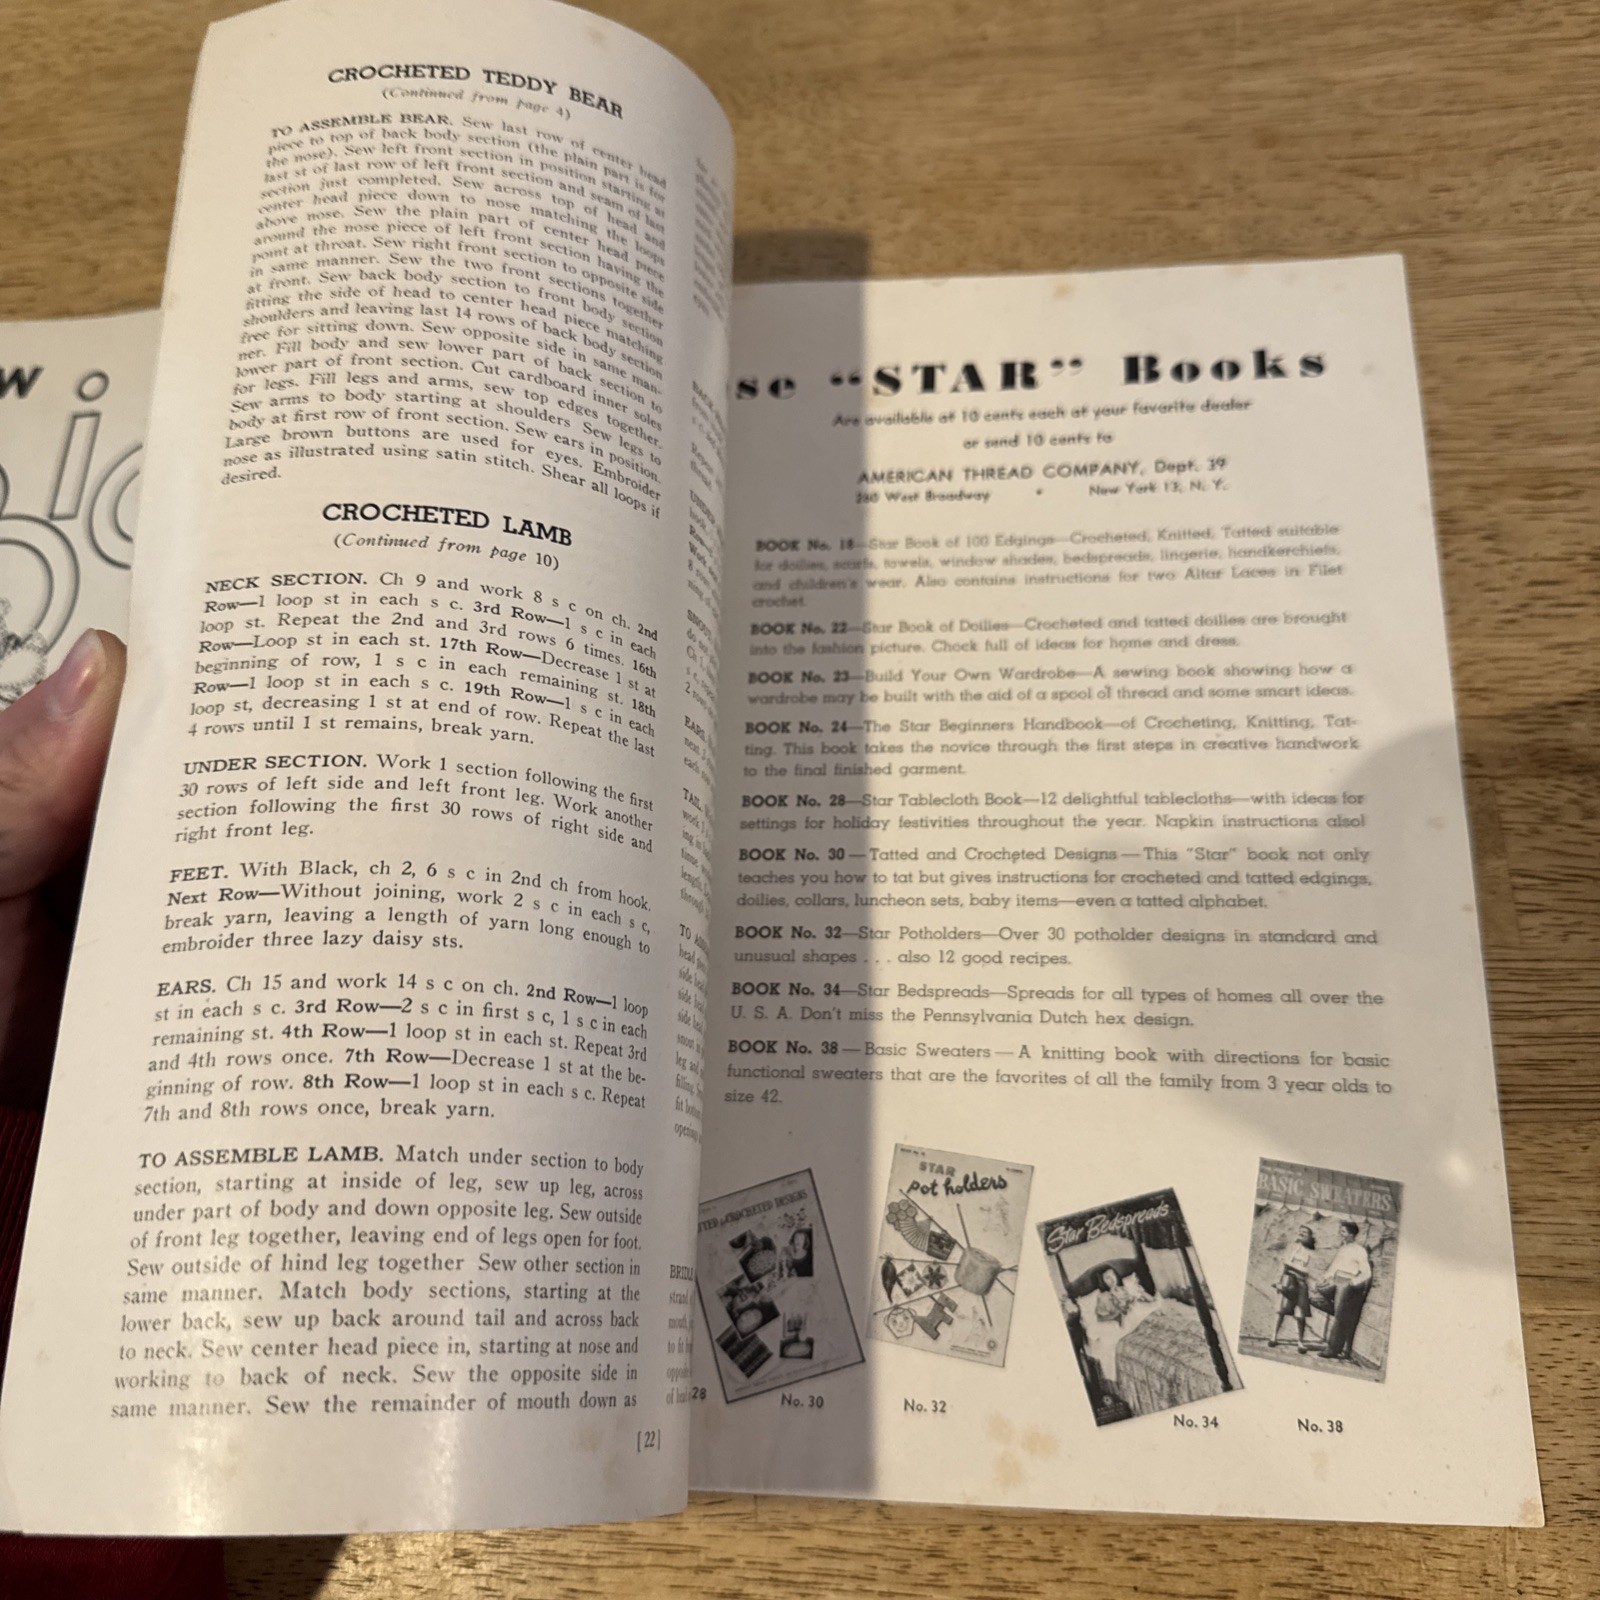 CROCHETED TEDDY BEAR
(Continued from page 4)
TO ASSEMBLE BEAR. Sew last row of center head
piece to top of back body section (the plain part is for
the nose). Sew left front section in position starting at
last st of last row of left front section and seam of last
section just completed. Sew across top of head and
center head piece down to nose matching the loops
above nose. Sew the plain part of center head piece
around the nose piece of left front section having the
point at throat. Sew right front section to opposite side
in same manner. Sew the two front sections together
at front. Sew back body section to front body section
fitting the side of head to center head piece matching
shoulders and leaving last 14 rows of back body section
free for sitting down. Sew opposite side in same man-
ner. Fill body and sew lower part of back section to
lower part of front section. Cut cardboard inner soles
for legs. Fill legs and arms, sew top edges together.
Sew arms to body starting at shoulders Sew legs to
body at first row of front section. Sew ears in position.
Large brown buttons are used for eyes. Embroider
nose as illustrated using satin stitch. Shear all loops if
desired.
CROCHETED LAMB
(Continued from page 10)
NECK SECTION. Ch 9 and work 8 s c on ch. 2nd
Row—1 loop st in each s c. 3rd Row—1 s c in each
loop st. Repeat the 2nd and 3rd rows 6 times. 16th
Row—Loop st in each st. 17th Row—Decrease 1 st at
beginning of row, 1 s c in each remaining st. 18th
Row—1 loop st in each s c. 19th Row—1 s c in each
loop st, decreasing 1 st at end of row. Repeat the last
4 rows until 1 st remains, break yarn.
UNDER SECTION. Work 1 section following the first
30 rows of left side and left front leg. Work another
section following the first 30 rows of right side and
right front leg.
FEET. With Black, ch 2, 6 s c in 2nd ch from hook.
Next Row—Without joining, work 2 s c in each s c,
break yarn, leaving a length of yarn long enough to
embroider three lazy daisy sts.
EARS. Ch 15 and work 14 s c on ch. 2nd Row—1 loop
st in each s c. 3rd Row—2 s c in first s c, 1 s c in each
remaining st. 4th Row—1 loop st in each st. Repeat 3rd
and 4th rows once. 7th Row—Decrease 1 st at the be-
ginning of row. 8th Row—1 loop st in each s c. Repeat
7th and 8th rows once, break yarn.
TO ASSEMBLE LAMB. Match under section to body
section, starting at inside of leg, sew up leg, across
under part of body and down opposite leg. Sew outside
of front leg together, leaving end of legs open for foot.
Sew outside of hind leg together Sew other section in
same manner. Match body sections, starting at the
lower back, sew up back around tail and across back
to neck. Sew center head piece in, starting at nose and
working to back of neck. Sew the opposite side in
same manner. Sew the remainder of mouth down as
[22]
se “STAR” Books
Are available at 10 cents each at your favorite dealer
or send 10 cents to
AMERICAN THREAD COMPANY, Dept. 39
260 West Broadway • New York 13, N. Y.
BOOK No. 18—Star Book of 100 Edgings—Crocheted, Knitted, Tatted suitable
for doilies, scarfs, towels, window shades, bedspreads, lingerie, handkerchiefs,
and children's wear. Also contains instructions for two Altar Laces in Filet
crochet.
BOOK No. 22—Star Book of Doilies—Crocheted and tatted doilies are brought
into the fashion picture. Chock full of ideas for home and dress.
BOOK No. 23—Build Your Own Wardrobe—A sewing book showing how a
wardrobe may be built with the aid of a spool of thread and some smart ideas.
BOOK No. 24—The Star Beginners Handbook—of Crocheting, Knitting, Tat-
ting. This book takes the novice through the first steps in creative handwork
to the final finished garment.
BOOK No. 28—Star Tablecloth Book—12 delightful tablecloths—with ideas for
settings for holiday festivities throughout the year. Napkin instructions also!
BOOK No. 30—Tatted and Crocheted Designs—This "Star" book not only
teaches you how to tat but gives instructions for crocheted and tatted edgings,
doilies, collars, luncheon sets, baby items—even a tatted alphabet.
BOOK No. 32—Star Potholders—Over 30 potholder designs in standard and
unusual shapes . . . also 12 good recipes.
BOOK No. 34—Star Bedspreads—Spreads for all types of homes all over the
U. S. A. Don't miss the Pennsylvania Dutch hex design.
BOOK No. 38—Basic Sweaters—A knitting book with directions for basic
functional sweaters that are the favorites of all the family from 3 year olds to
size 42.
CROCHETED DESIGNS
STAR
pot holders
Star Bedspreads
BASIC SWEATERS
28
No. 30
No. 32
No. 34
No. 38